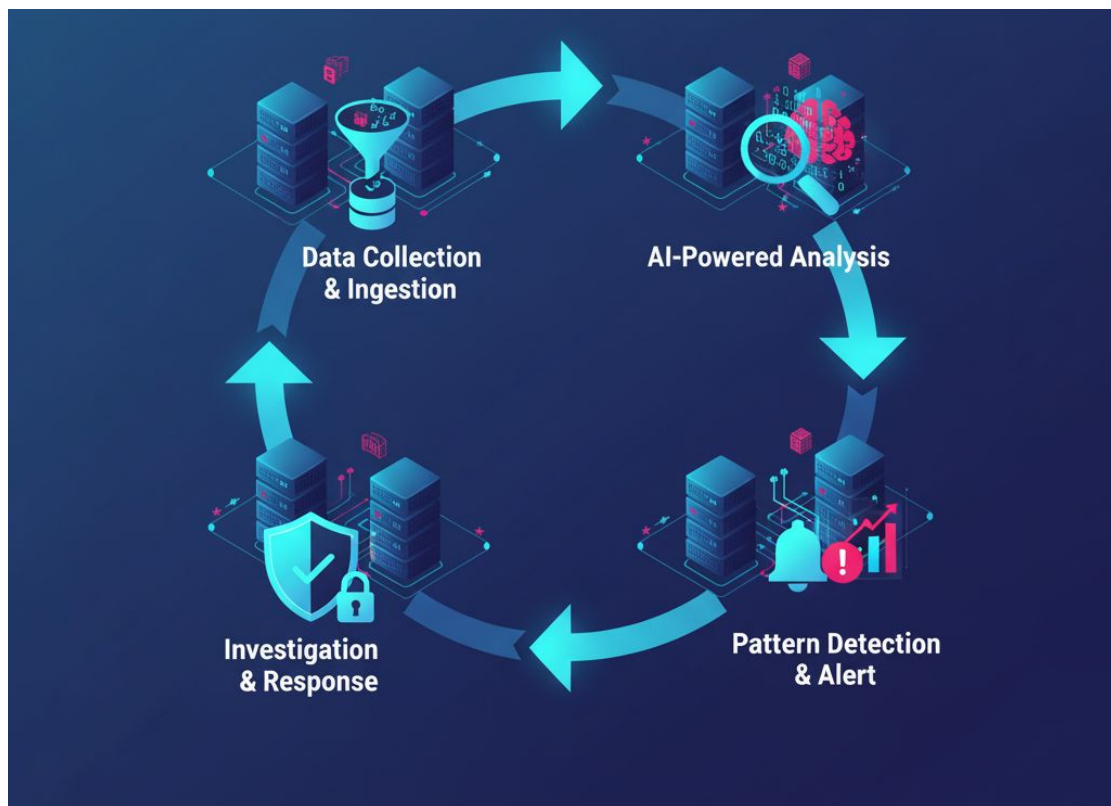 Data Collection
& Ingestion
AI-Powered Analysis
Investigation
& Response
Pattern Detection
& Alert
!